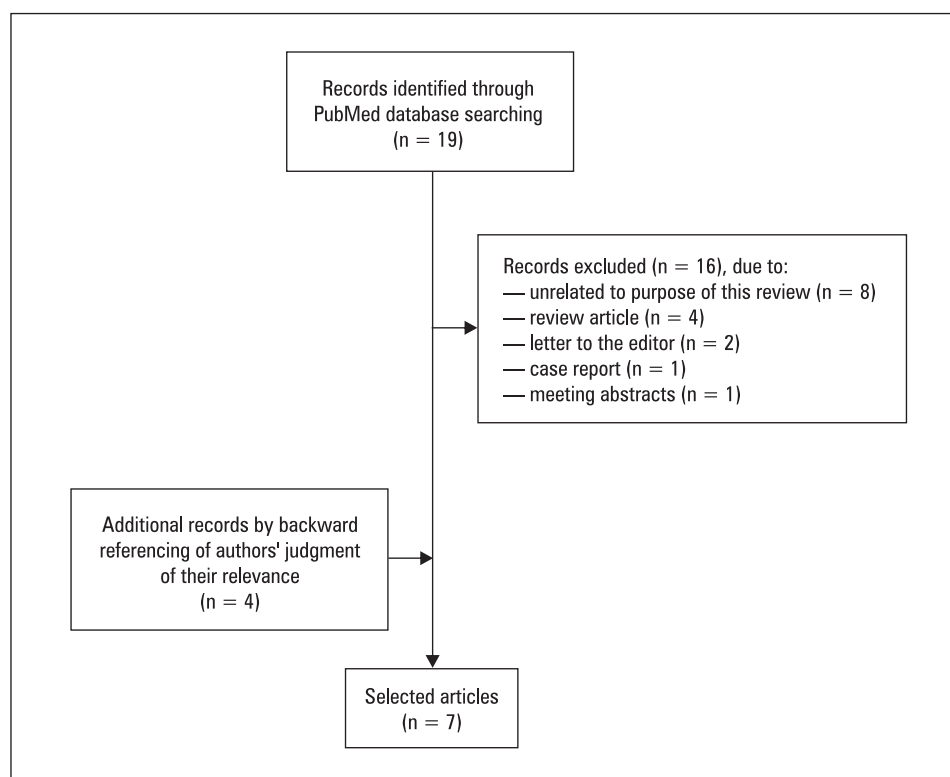 Records identified through
PubMed database searching
(n = 19)
Records excluded (n = 16), due to:
— unrelated to purpose of this review (n = 8)
— review article (n = 4)
— letter to the editor (n = 2)
— case report (n = 1)
— meeting abstracts (n = 1)
Additional records by backward
referencing of authors' judgment
of their relevance
(n = 4)
Selected articles
(n = 7)